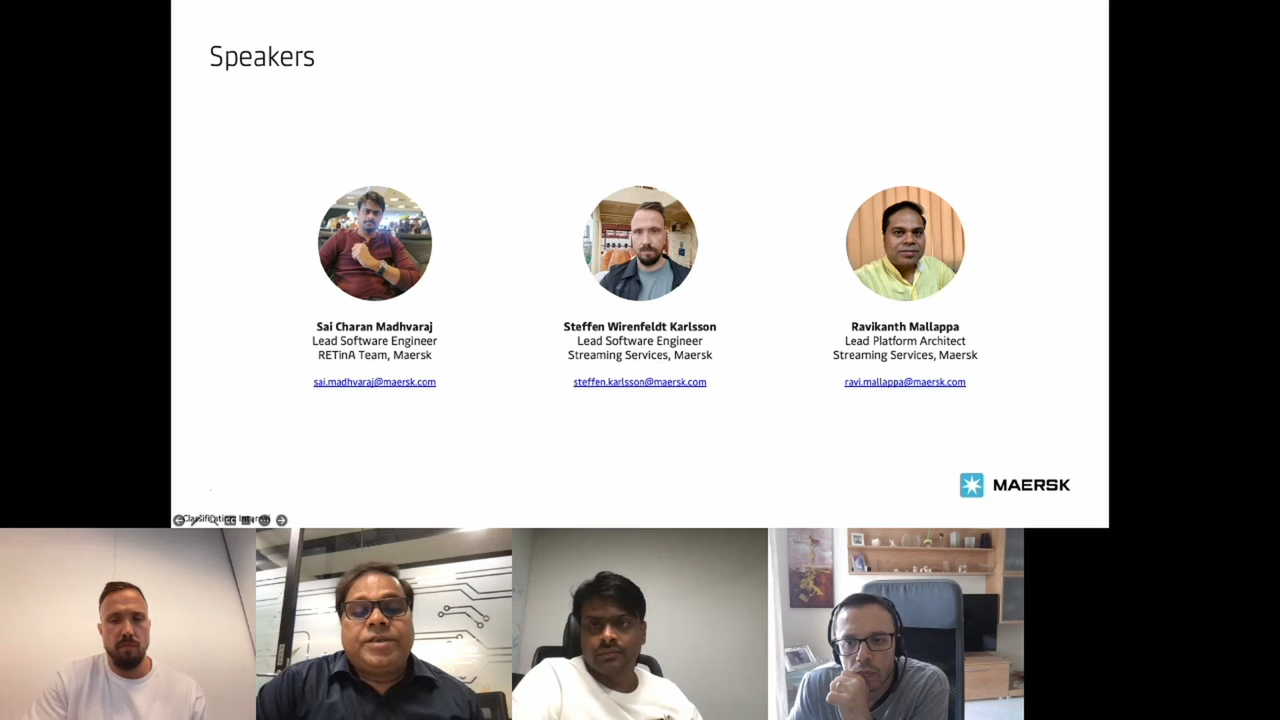 Speakers
Sai Charan Madhvaraj
Lead Software Engineer
RETinA Team, Maersk
sai.madhvaraj@maersk.com
Steffen Wirenfeldt Karlsson
Lead Software Engineer
Streaming Services, Maersk
steffen.karlsson@maersk.com
Ravikanth Mallappa
Lead Platform Architect
Streaming Services, Maersk
ravi.mallappa@maersk.com
MAERSK
Classification: Internal